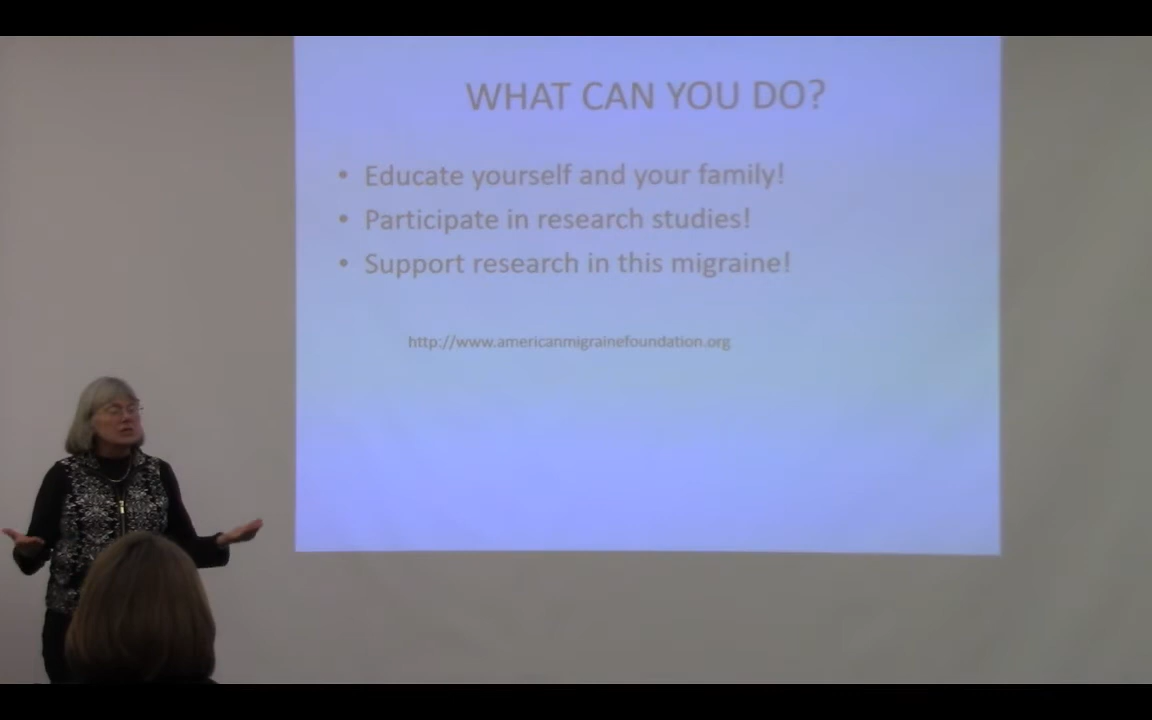 WHAT CAN YOU DO?
• Educate yourself and your family!
• Participate in research studies!
• Support research in this migraine!
http://www.americanmigrainefoundation.org